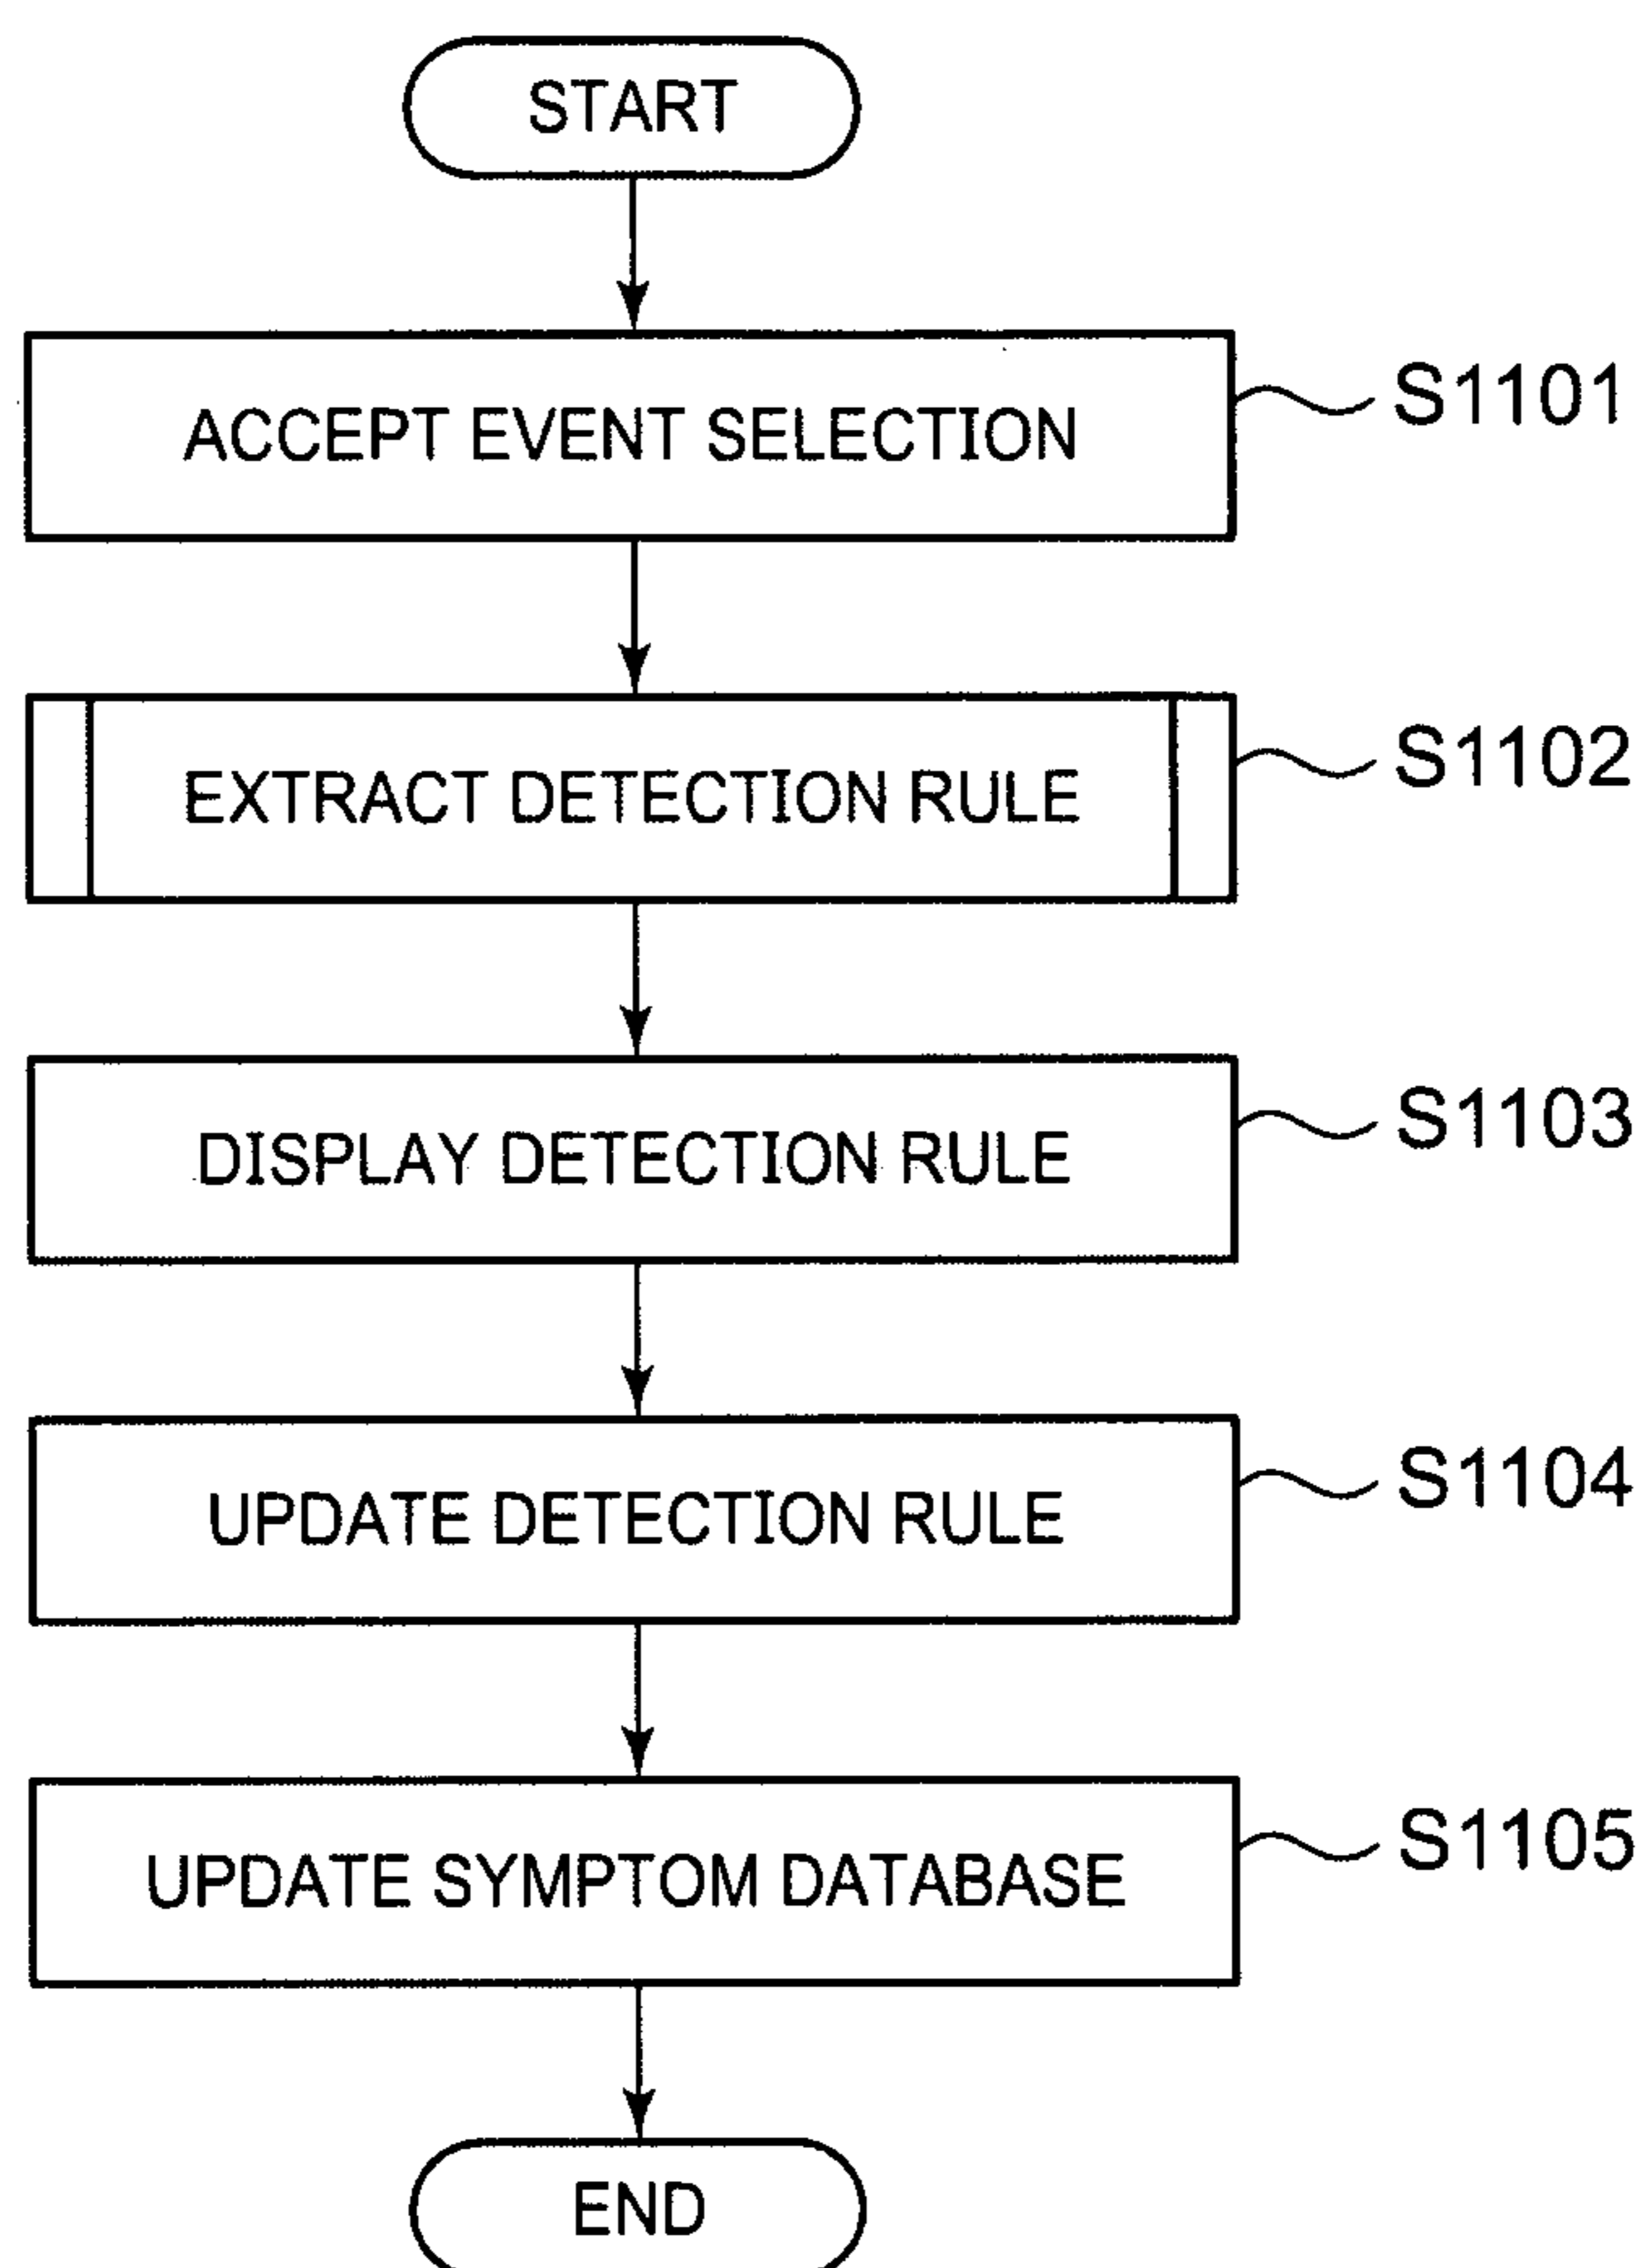 START
ACCEPT EVENT SELECTION
S1101
EXTRACT DETECTION RULE
S1102
DISPLAY DETECTION RULE
S1103
UPDATE DETECTION RULE
S1104
UPDATE SYMPTOM DATABASE
S1105
END